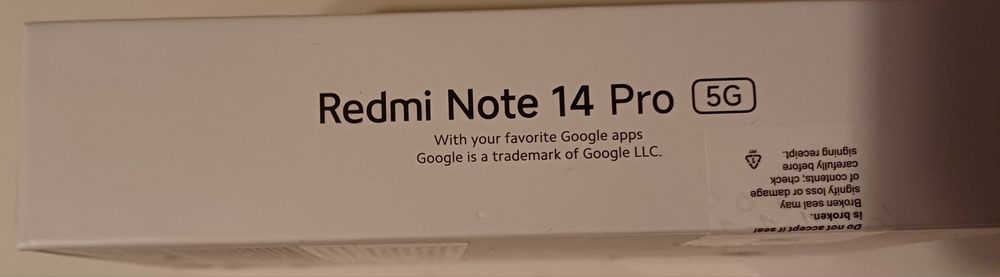 Redmi Note 14 Pro 5G
With your favorite Google apps
Google is a trademark of Google LLC.
Do not accept if seal
is broken.
Broken seal may
signify loss or damage
of contents; check
carefully before
signing receipt.